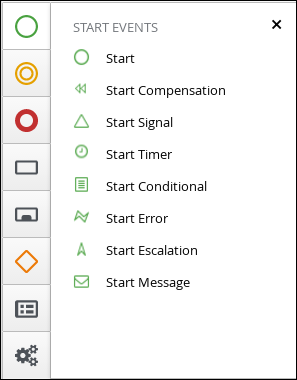 START EVENTS
Start
Start Compensation
Start Signal
Start Timer
Start Conditional
Start Error
Start Escalation
Start Message